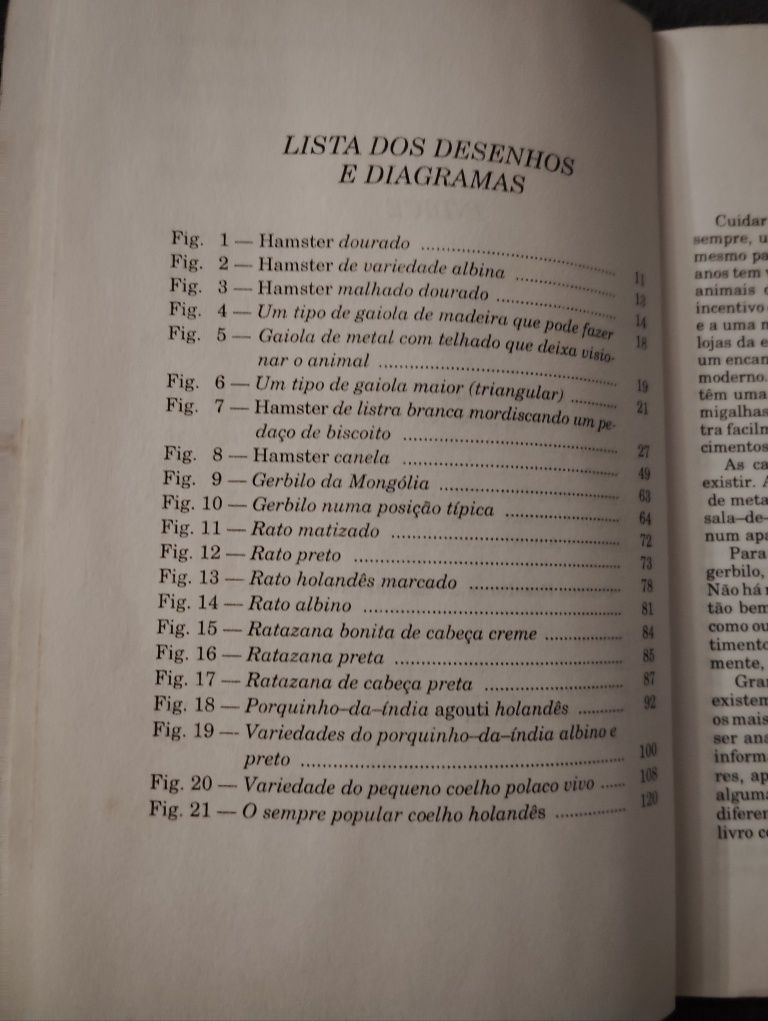 LISTA DOS DESENHOS
E DIAGRAMAS
Fig. 1 — Hamster dourado .......... 11
Fig. 2 — Hamster de variedade albina .......... 13
Fig. 3 — Hamster malhado dourado .......... 14
Fig. 4 — Um tipo de gaiola de madeira que pode fazer 18
Fig. 5 — Gaiola de metal com telhado que deixa visio-
nar o animal .......... 19
Fig. 6 — Um tipo de gaiola maior (triangular) .......... 21
Fig. 7 — Hamster de listra branca mordiscando um pe-
daço de biscoito .......... 27
Fig. 8 — Hamster canela .......... 49
Fig. 9 — Gerbilo da Mongólia .......... 63
Fig. 10 — Gerbilo numa posição típica .......... 64
Fig. 11 — Rato matizado .......... 72
Fig. 12 — Rato preto .......... 73
Fig. 13 — Rato holandês marcado .......... 78
Fig. 14 — Rato albino .......... 81
Fig. 15 — Ratazana bonita de cabeça creme .......... 84
Fig. 16 — Ratazana preta .......... 85
Fig. 17 — Ratazana de cabeça preta .......... 87
Fig. 18 — Porquinho–da–índia agouti holandês .......... 92
Fig. 19 — Variedades do porquinho–da–índia albino e
preto .......... 100
Fig. 20 — Variedade do pequeno coelho polaco vivo ...... 108
Fig. 21 — O sempre popular coelho holandês .......... 120
Cuidar
sempre, u
mesmo pa
anos tem
animais
incentivo
e a uma m
lojas da e
um encan
moderno.
têm uma
migalhas
tra facilm
cimentos
As ca
existir. A
de meta
sala–de–
num apa
Para
gerbilo,
Não há
tão bem
como ou
timento
mente,
Gran
existem
os mais
ser ana
inform
res, ap
alguma
diferen
livro c